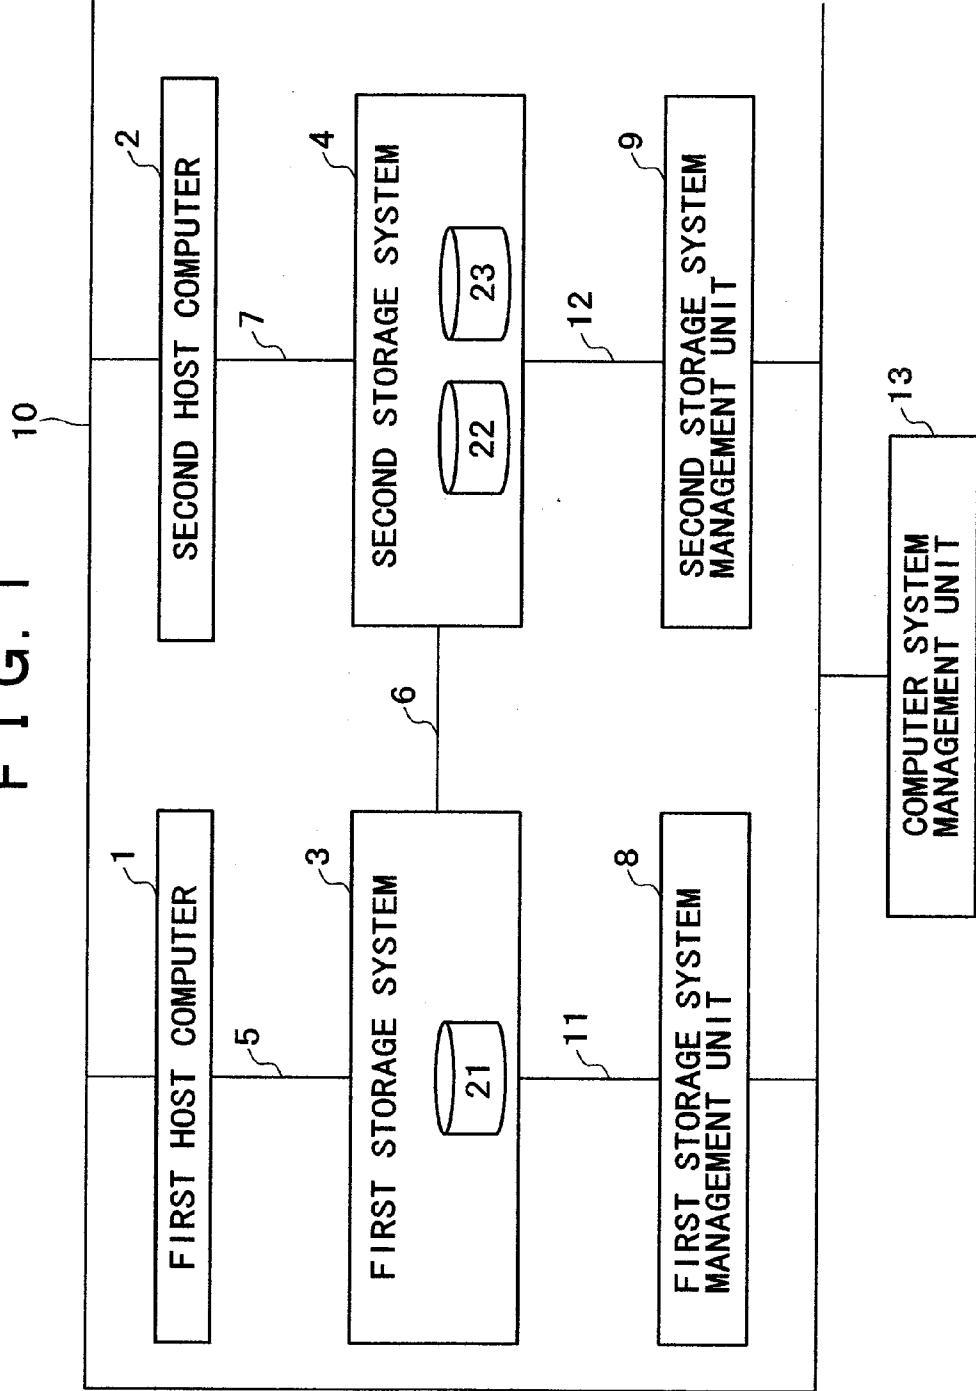 FIG. 1
10
1
FIRST HOST COMPUTER
2
SECOND HOST COMPUTER
5
7
3
FIRST STORAGE SYSTEM
21
6
4
SECOND STORAGE SYSTEM
22
23
11
12
8
FIRST STORAGE SYSTEM
MANAGEMENT UNIT
9
SECOND STORAGE SYSTEM
MANAGEMENT UNIT
13
COMPUTER SYSTEM
MANAGEMENT UNIT